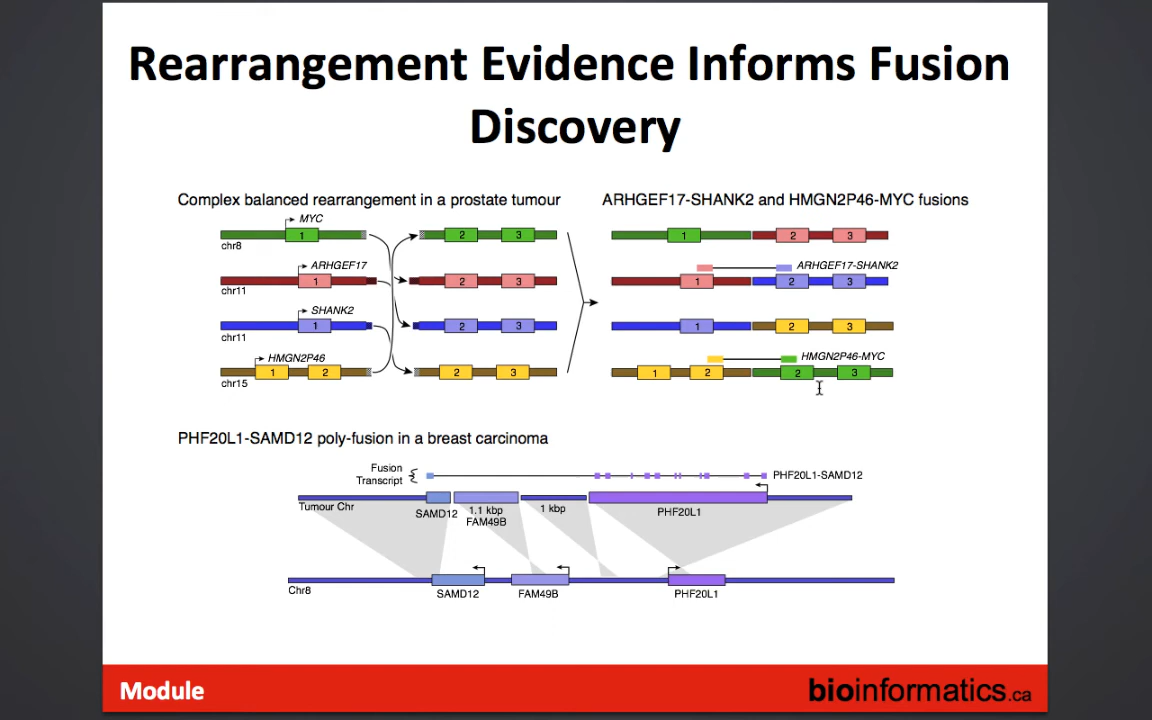 Rearrangement Evidence Informs Fusion
Discovery
Complex balanced rearrangement in a prostate tumour
MYC
1 2 3
chr8
ARHGEF17
1 2 3
chr11
SHANK2
1 2 3
chr11
HMGN2P46
1 2 2 3
chr15
ARHGEF17-SHANK2 and HMGN2P46-MYC fusions
1 2 3
ARHGEF17-SHANK2
1 2 3
1 2 3
HMGN2P46-MYC
1 2 2 3
PHF20L1-SAMD12 poly-fusion in a breast carcinoma
Fusion
Transcript
PHF20L1-SAMD12
Tumour Chr
SAMD12
1.1 kbp
FAM49B
1 kbp
PHF20L1
Chr8
SAMD12
FAM49B
PHF20L1
Module
bioinformatics.ca